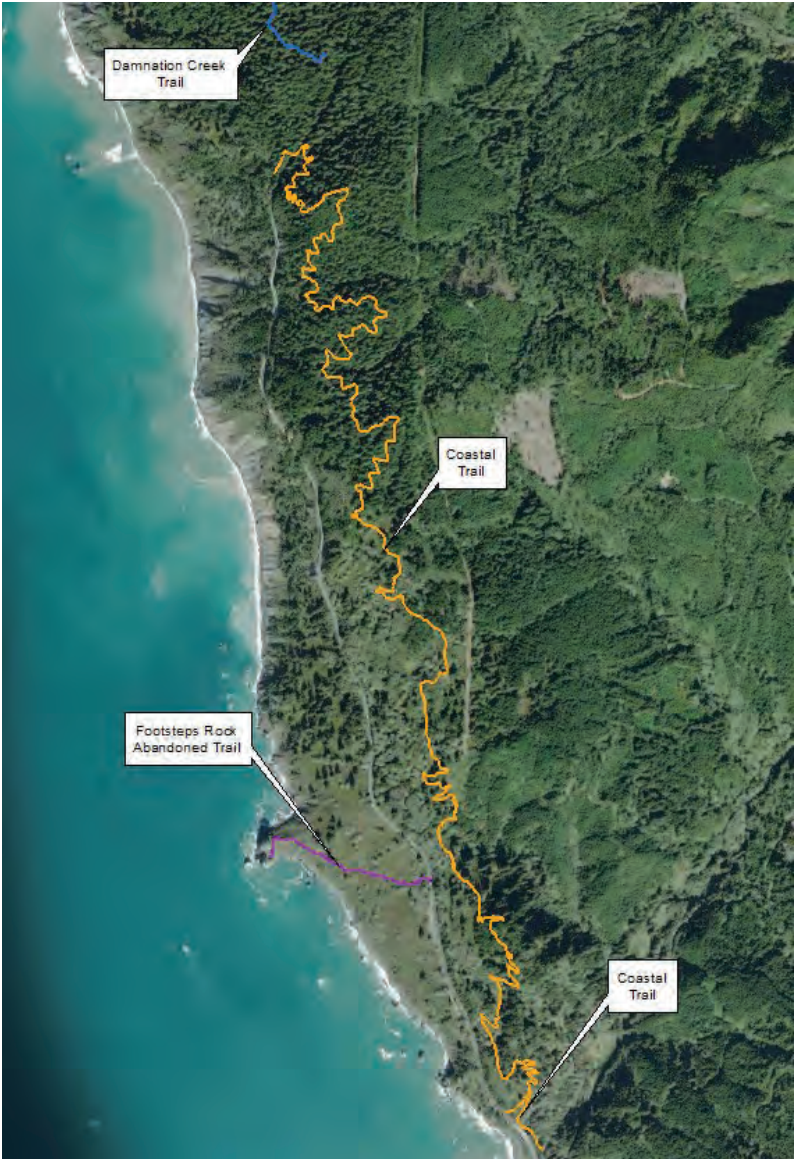 Damnation Creek
Trail
Coastal
Trail
Footsteps Rock
Abandoned Trail
Coastal
Trail